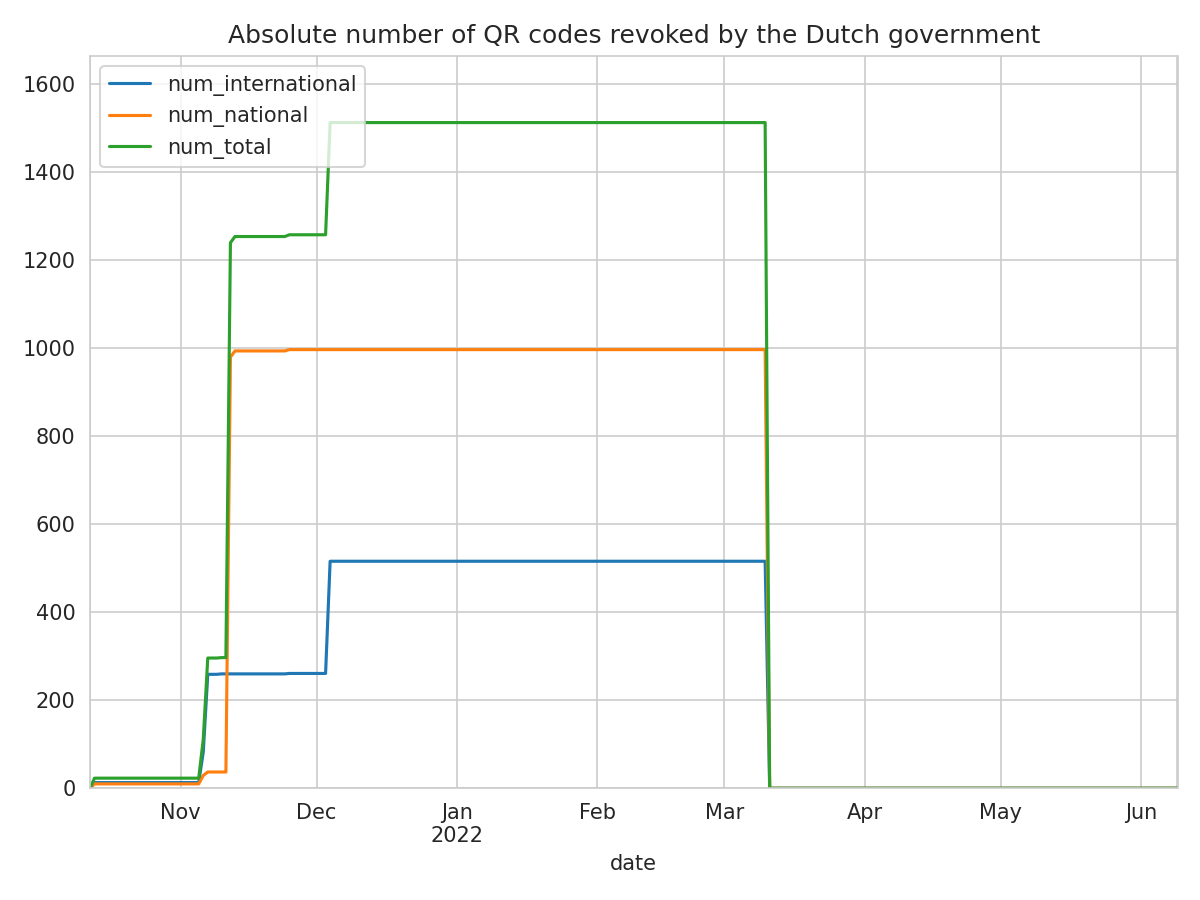 Absolute number of QR codes revoked by the Dutch government
num_international
num_national
num_total
1600
1400
1200
1000
800
600
400
200
0
Nov Dec Jan Feb Mar Apr May Jun
2022
date